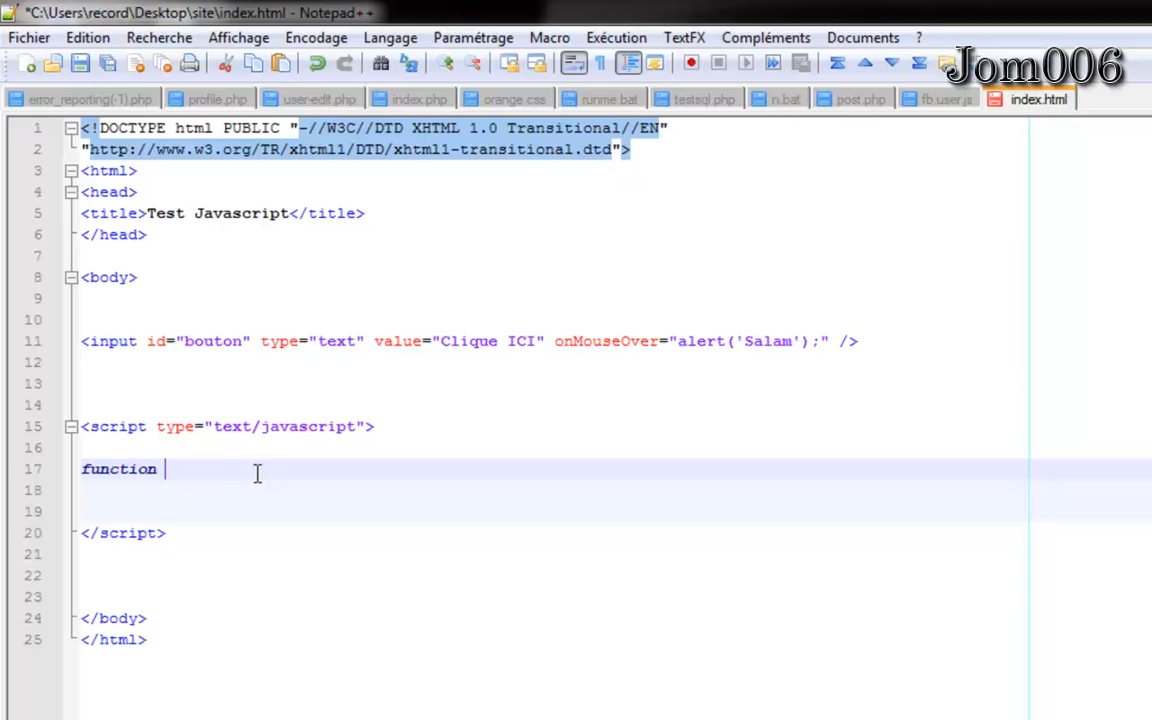 *C:\Users\record\Desktop\site\index.html - Notepad++
Fichier Edition Recherche Affichage Encodage Langage Paramétrage Macro Exécution TextFX Compléments Documents ?
Jom006
error_reporting(-1).php profile.php user-edit.php index.php orange css runme.bat testsql.php n.bat post.php fb.user.js index.html
1 <!DOCTYPE html PUBLIC "-//W3C//DTD XHTML 1.0 Transitional//EN"
2 "http://www.w3.org/TR/xhtml1/DTD/xhtml1-transitional.dtd">
3 <html>
4 <head>
5 <title>Test Javascript</title>
6 </head>
7
8 <body>
9
10
11 <input id="bouton" type="text" value="Clique ICI" onMouseOver="alert('Salam');" />
12
13
14
15 <script type="text/javascript">
16
17 function
18
19
20 </script>
21
22
23
24 </body>
25 </html>